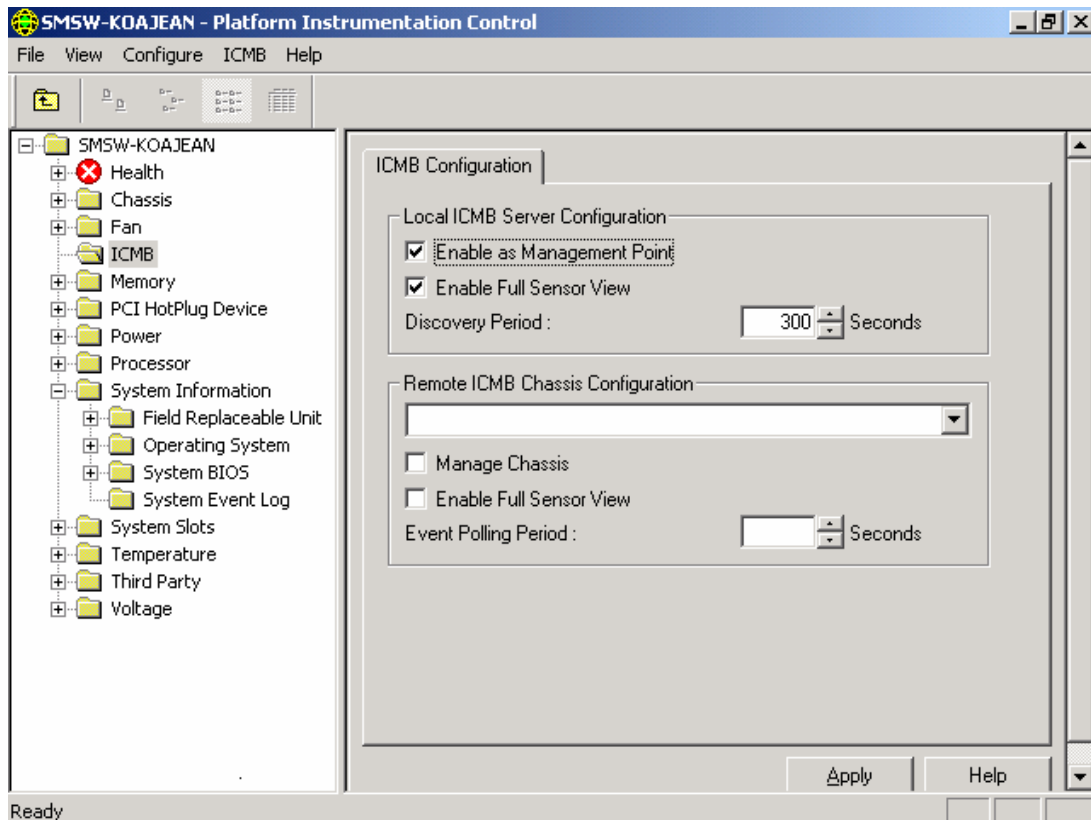 SMSW-KOAJEAN - Platform Instrumentation Control
File View Configure ICMB Help
SMSW-KOAJEAN
Health
Chassis
Fan
ICMB
Memory
PCI HotPlug Device
Power
Processor
System Information
Field Replaceable Unit
Operating System
System BIOS
System Event Log
System Slots
Temperature
Third Party
Voltage
ICMB Configuration
Local ICMB Server Configuration
Enable as Management Point
Enable Full Sensor View
Discovery Period : 300 Seconds
Remote ICMB Chassis Configuration
Manage Chassis
Enable Full Sensor View
Event Polling Period : Seconds
Apply Help
Ready